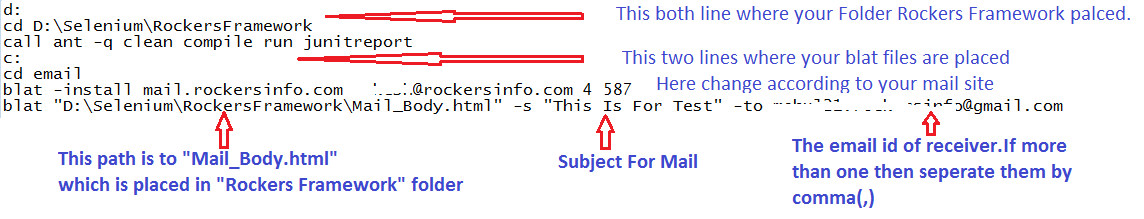 d:
cd D:\Selenium\RockersFramework
This both line where your Folder Rockers Framework palced.
call ant -q clean compile run junitreport
c:
This two lines where your blat files are placed
cd email
Here change according to your mail site
blat -install mail.rockersinfo.com @rockersinfo.com 4 587
blat "D:\Selenium\RockersFramework\Mail_Body.html" -s "This Is For Test" -to @gmail.com
This path is to "Mail_Body.html"
which is placed in "Rockers Framework" folder
Subject For Mail
The email id of receiver.If more
than one then seperate them by
comma(,)